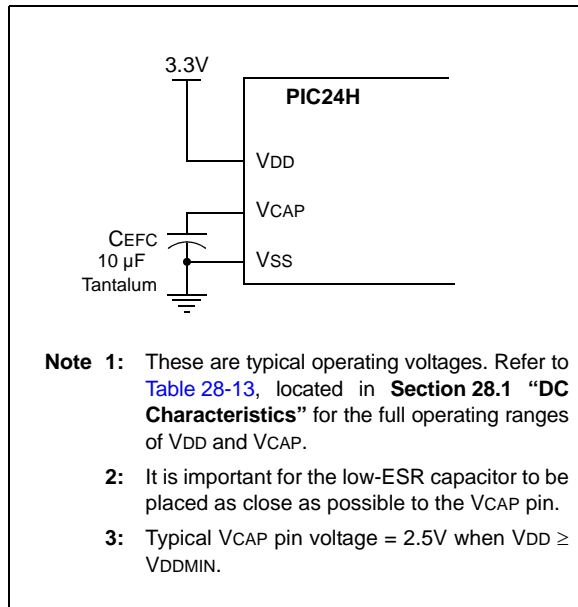 3.3V
PIC24H
VDD
VCAP
CEFC
10 µF
Tantalum
VSS
Note 1: These are typical operating voltages. Refer to
Table 28-13, located in Section 28.1 “DC
Characteristics” for the full operating ranges
of VDD and VCAP.
2: It is important for the low-ESR capacitor to be
placed as close as possible to the VCAP pin.
3: Typical VCAP pin voltage = 2.5V when VDD ≥
VDDMIN.